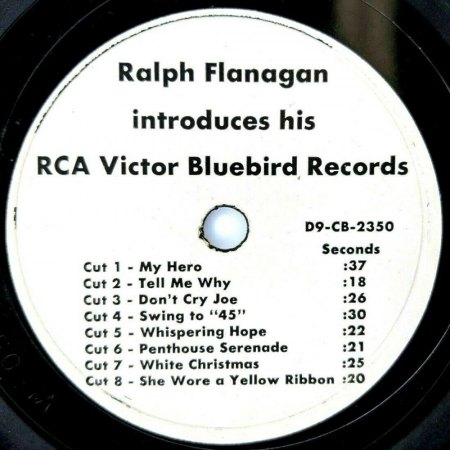 Ralph Flanagan
introduces his
RCA Victor Bluebird Records
D9-CB-2350
Seconds
Cut 1 - My Hero :37
Cut 2 - Tell Me Why :18
Cut 3 - Don't Cry Joe :26
Cut 4 - Swing to "45" :30
Cut 5 - Whispering Hope :22
Cut 6 - Penthouse Serenade :21
Cut 7 - White Christmas :25
Cut 8 - She Wore a Yellow Ribbon :20